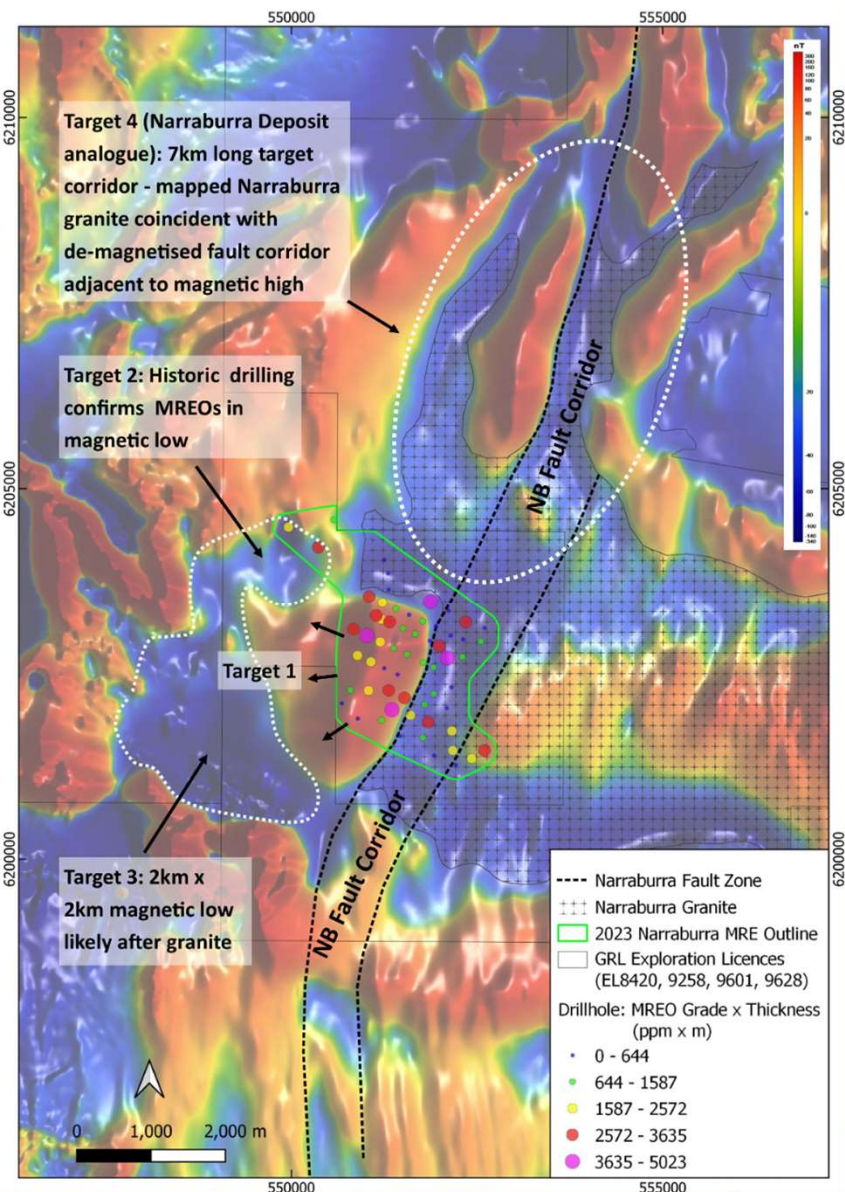 550000
555000
6210000
6210000
nT
Target 4 (Narraburra Deposit
analogue): 7km long target
corridor - mapped Narraburra
granite coincident with
de-magnetised fault corridor
adjacent to magnetic high
Target 2: Historic drilling
confirms MREOs in
magnetic low
NB Fault Corridor
6205000
6205000
Target 1
NB Fault Corridor
6200000
6200000
Target 3: 2km x
2km magnetic low
likely after granite
Narraburra Fault Zone
Narraburra Granite
2023 Narraburra MRE Outline
GRL Exploration Licences
(EL8420, 9258, 9601, 9628)
Drillhole: MREO Grade x Thickness
(ppm x m)
0 - 644
644 - 1587
1587 - 2572
2572 - 3635
3635 - 5023
0 1,000 2,000 m
550000
555000